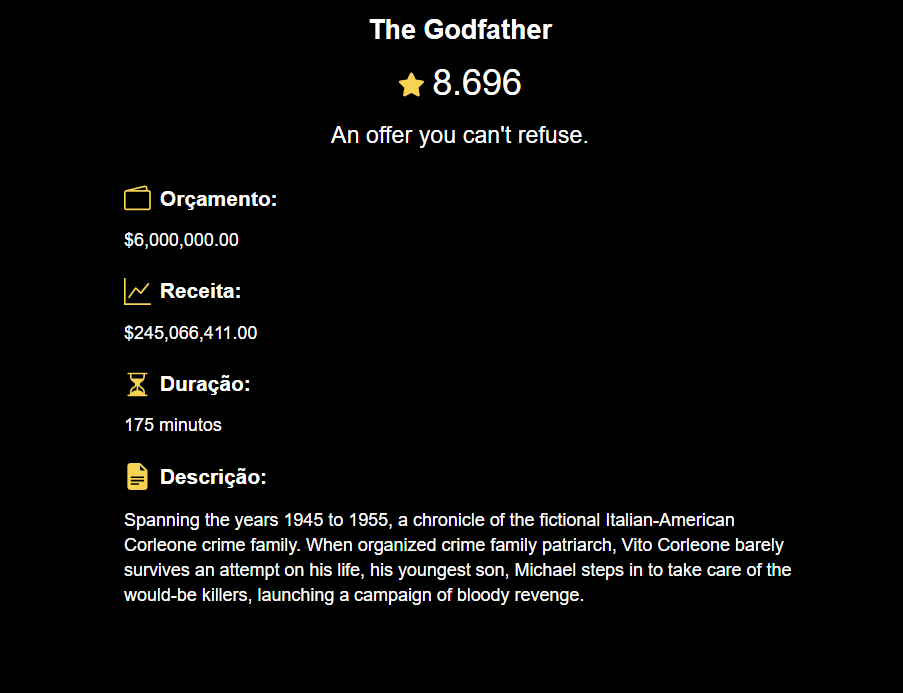 The Godfather
8.696
An offer you can't refuse.
Orçamento:
$6,000,000.00
Receita:
$245,066,411.00
Duração:
175 minutos
Descrição:
Spanning the years 1945 to 1955, a chronicle of the fictional Italian-American
Corleone crime family. When organized crime family patriarch, Vito Corleone barely
survives an attempt on his life, his youngest son, Michael steps in to take care of the
would-be killers, launching a campaign of bloody revenge.